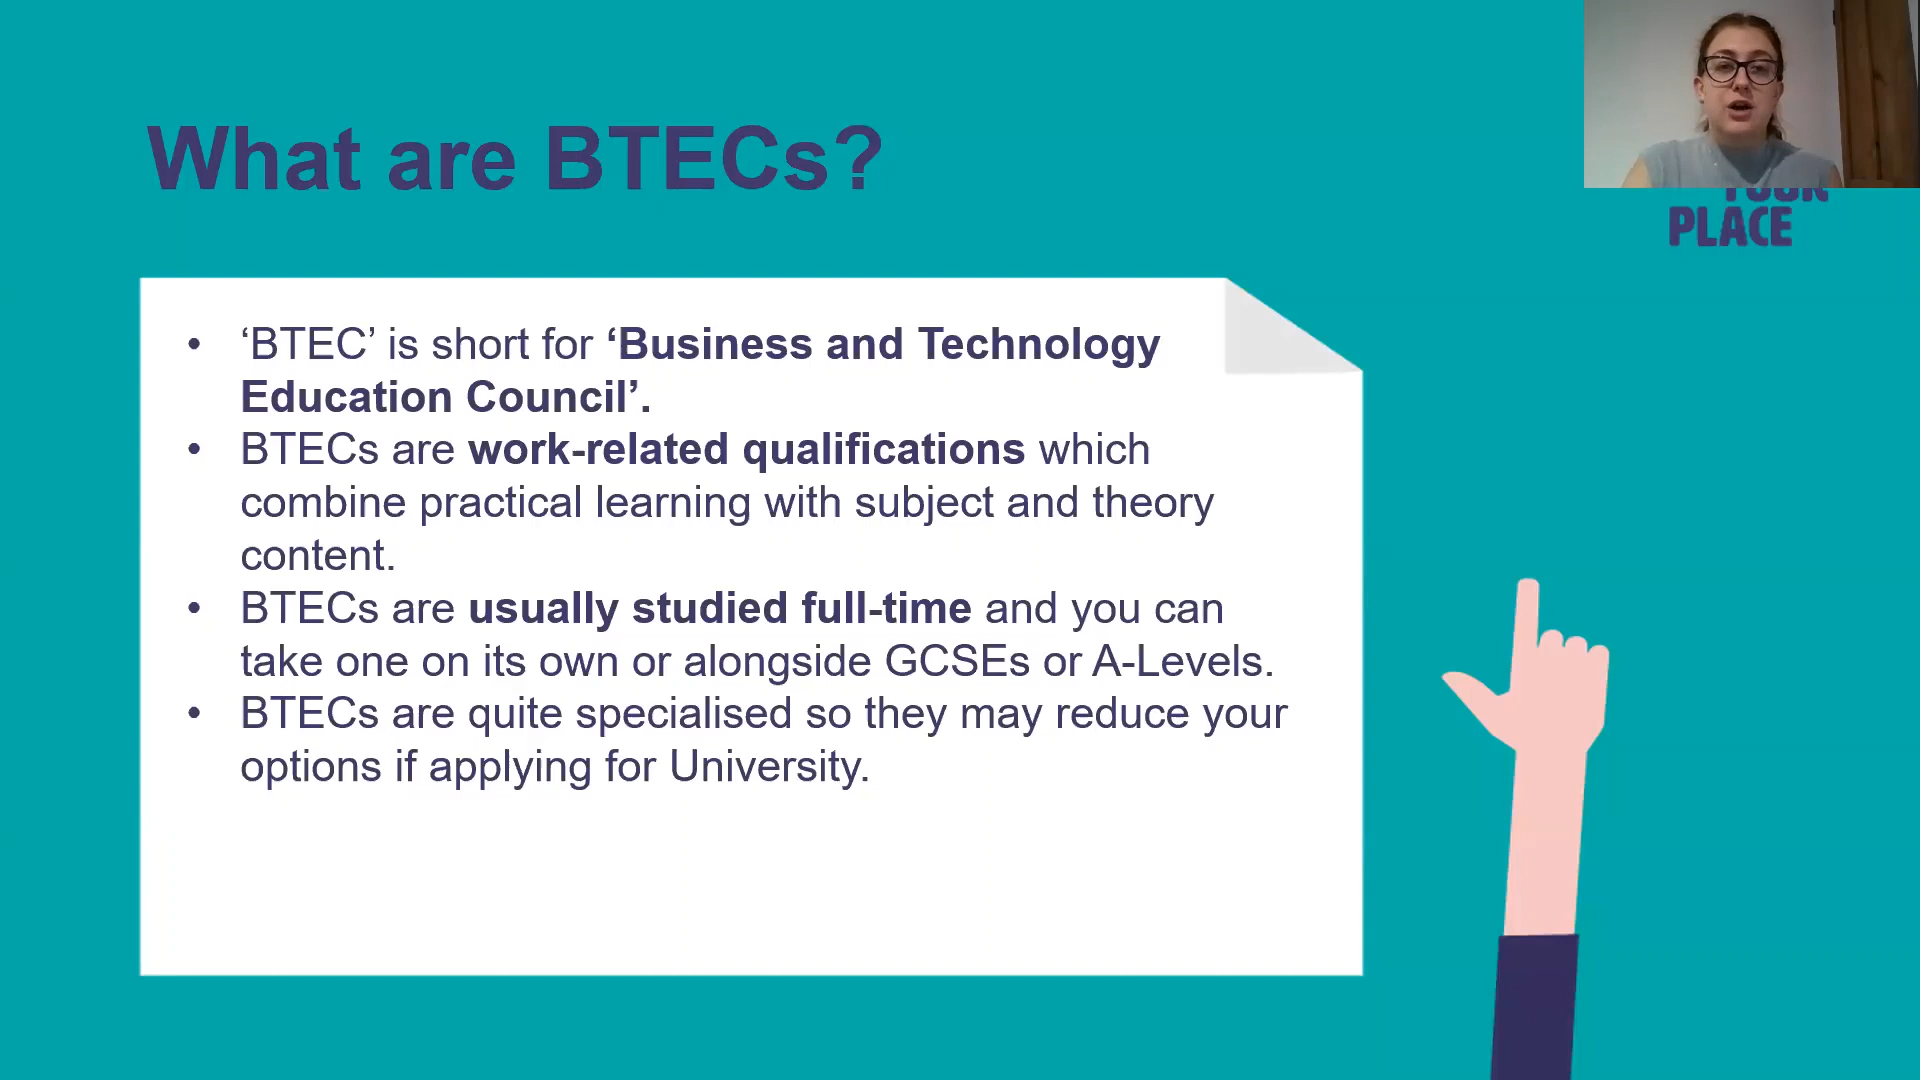 What are BTECs?
PLACE
• ‘BTEC’ is short for ‘Business and Technology
Education Council’.
• BTECs are work-related qualifications which
combine practical learning with subject and theory
content.
• BTECs are usually studied full-time and you can
take one on its own or alongside GCSEs or A-Levels.
• BTECs are quite specialised so they may reduce your
options if applying for University.